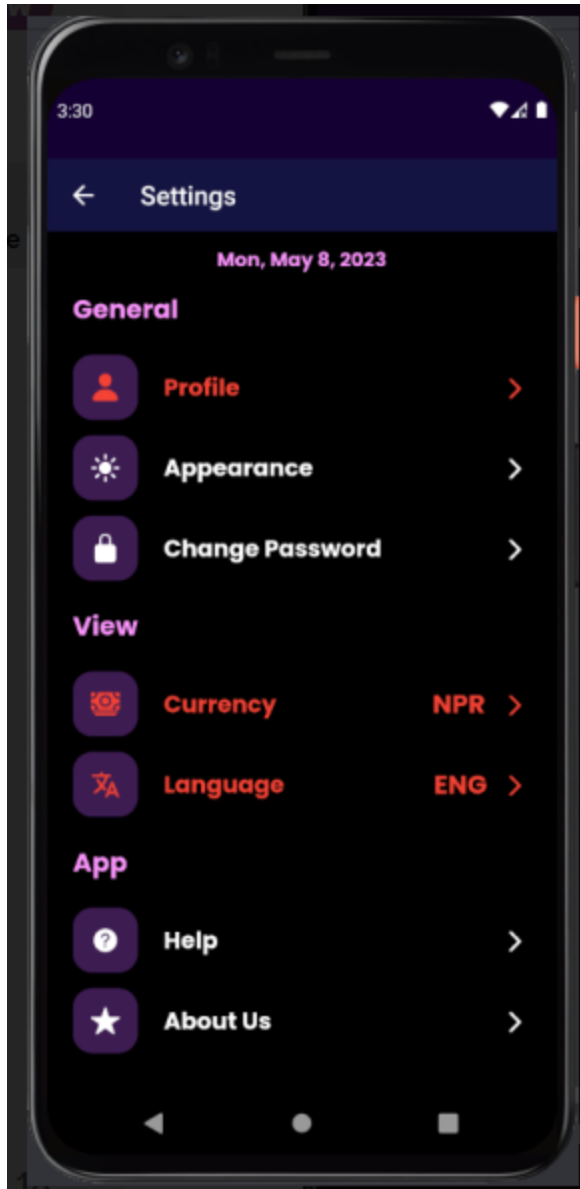 3:30
Settings
Mon, May 8, 2023
General
Profile
Appearance
Change Password
View
Currency NPR
Language ENG
App
Help
About Us